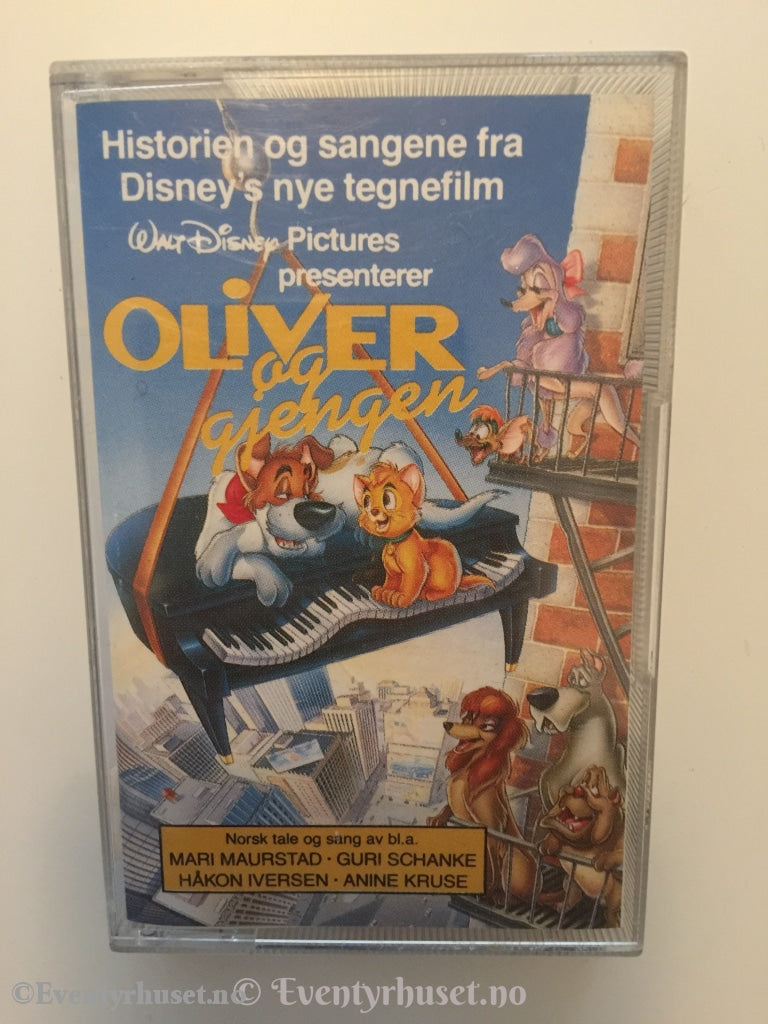 Historien og sangene fra
Disney's nye tegnefilm
WALT DISNEY Pictures
presenterer
OLiVER
og
gjengen
Norsk tale og sang av bl.a.
MARI MAURSTAD · GURI SCHANKE
HÅKON IVERSEN · ANINE KRUSE
©Eventyrhuset.no © Eventyrhuset.no